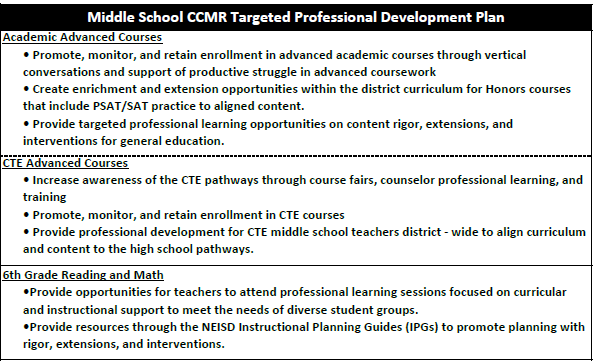 Middle School CCMR Targeted Professional Development Plan
Academic Advanced Courses
• Promote, monitor, and retain enrollment in advanced academic courses through vertical
conversations and support of productive struggle in advanced coursework
• Create enrichment and extension opportunities within the district curriculum for Honors courses
that include PSAT/SAT practice to aligned content.
• Provide targeted professional learning opportunities on content rigor, extensions, and
interventions for general education.
CTE Advanced Courses
• Increase awareness of the CTE pathways through course fairs, counselor professional learning, and
training
• Promote, monitor, and retain enrollment in CTE courses
• Provide professional development for CTE middle school teachers district - wide to align curriculum
and content to the high school pathways.
6th Grade Reading and Math
•Provide opportunities for teachers to attend professional learning sessions focused on curricular
and instructional support to meet the needs of diverse student groups.
•Provide resources through the NEISD Instructional Planning Guides (IPGs) to promote planning with
rigor, extensions, and interventions.